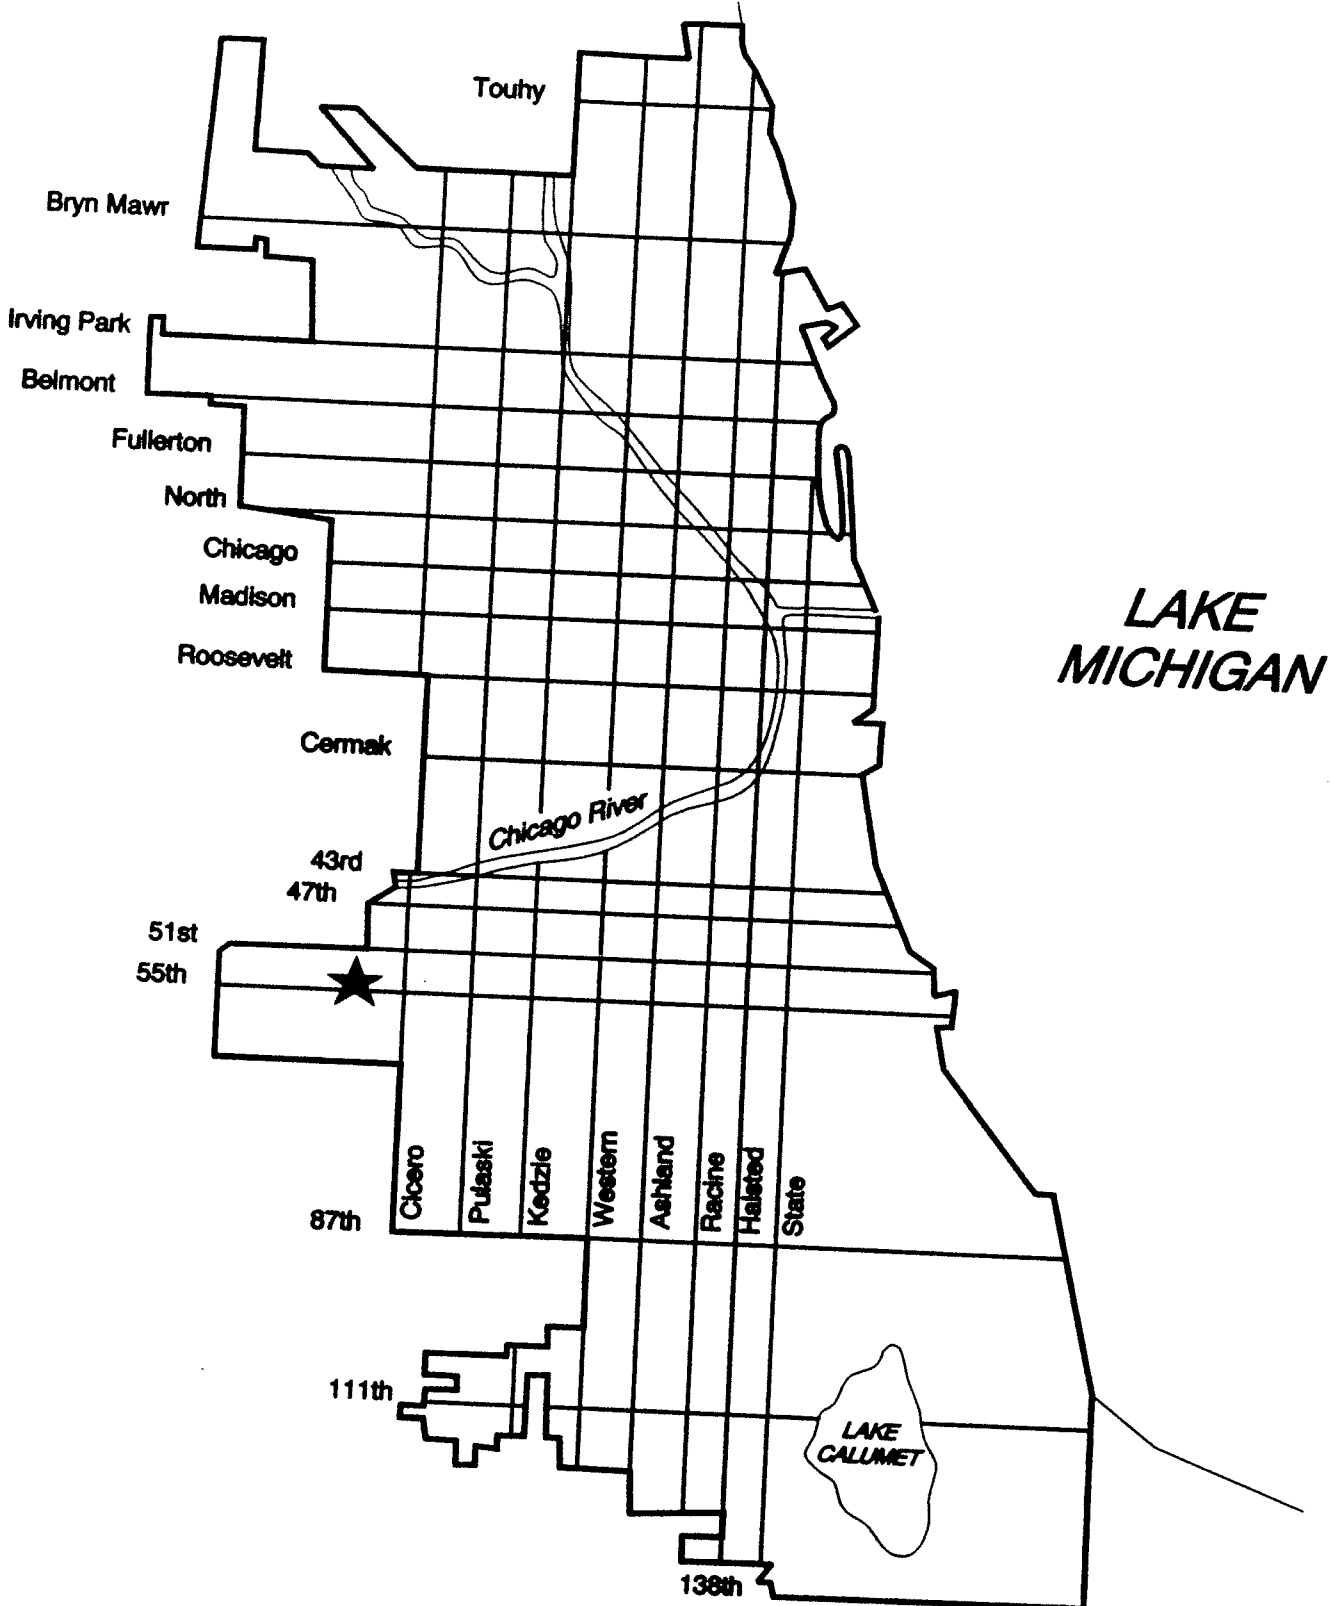 Touhy
Bryn Mawr
Irving Park
Belmont
Fullerton
North
Chicago
Madison
Roosevelt
LAKE
MICHIGAN
Cermak
Chicago River
43rd
47th
51st
55th
Cicero
Pulaski
Kedzie
Western
Ashland
Racine
Halsted
State
87th
111th
LAKE
CALUMET
138th